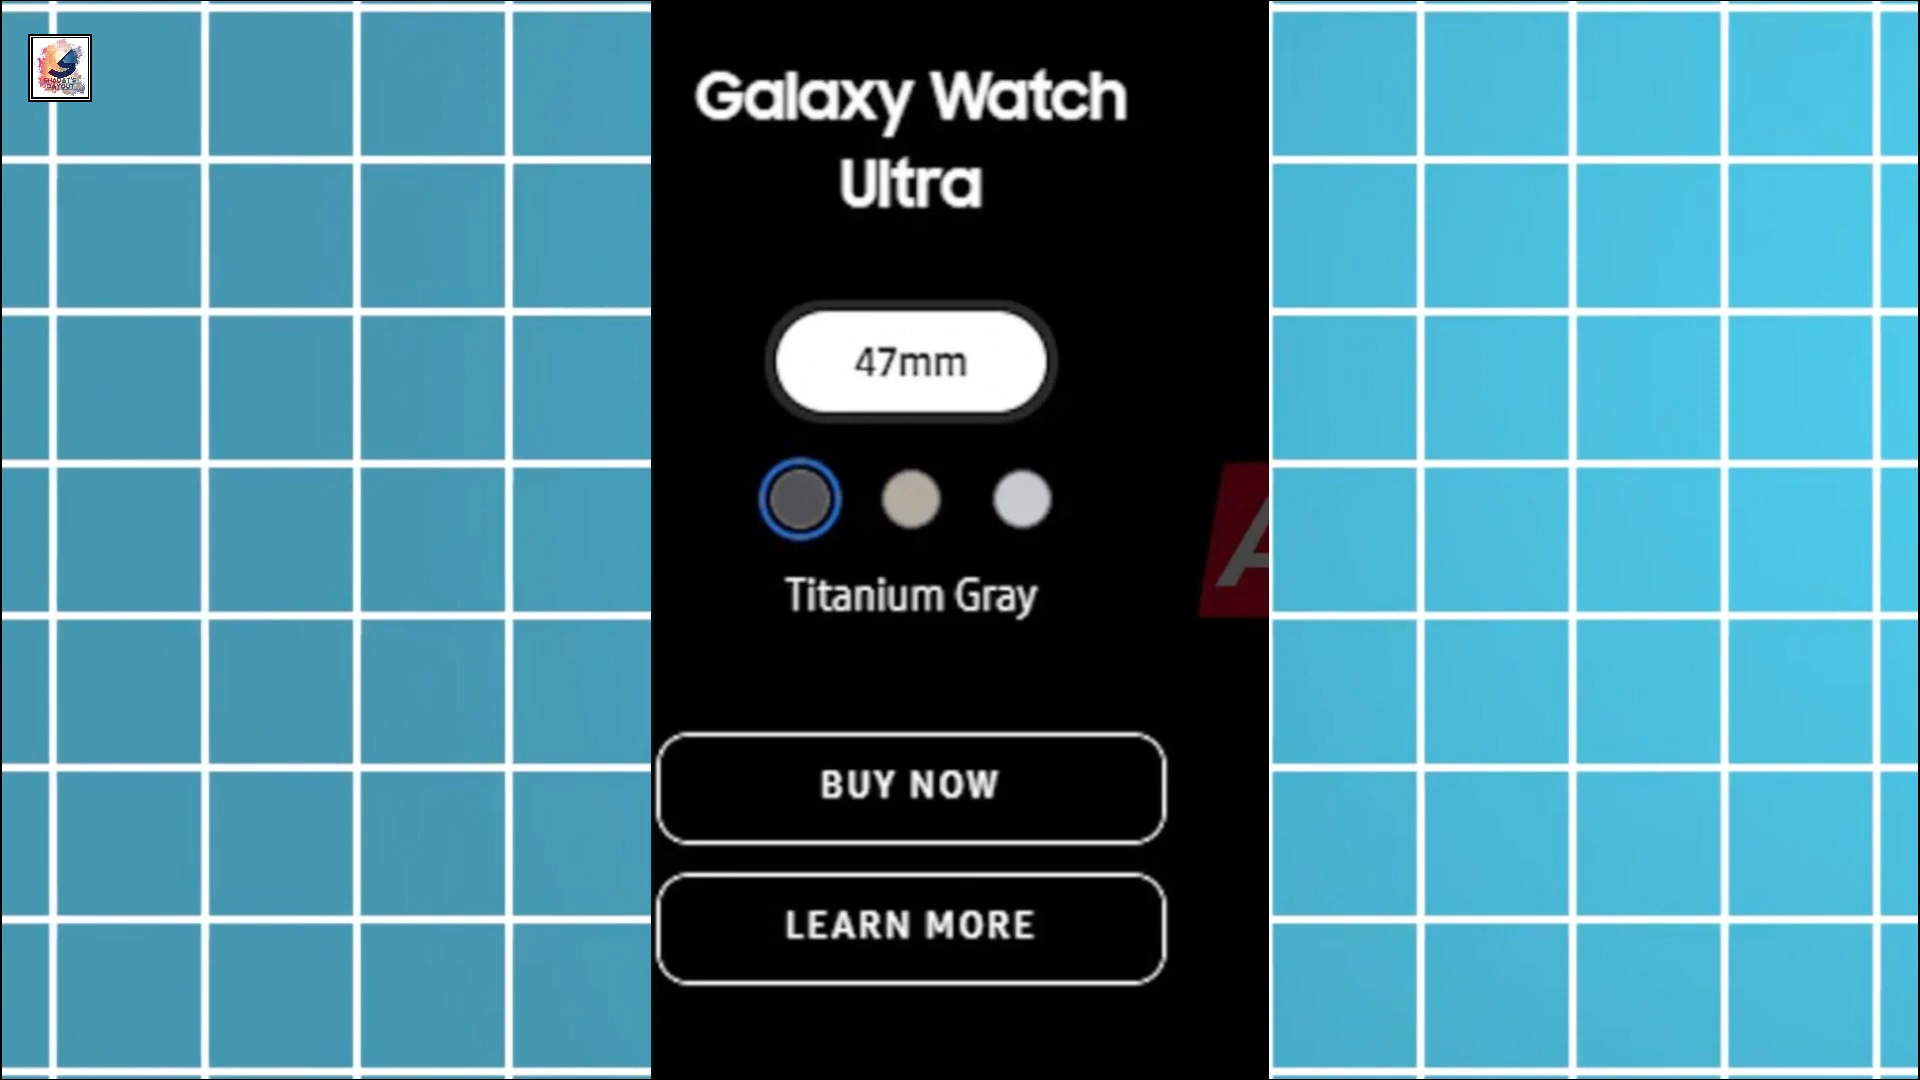 Galaxy Watch
Ultra
47mm
Titanium Gray
BUY NOW
LEARN MORE
A